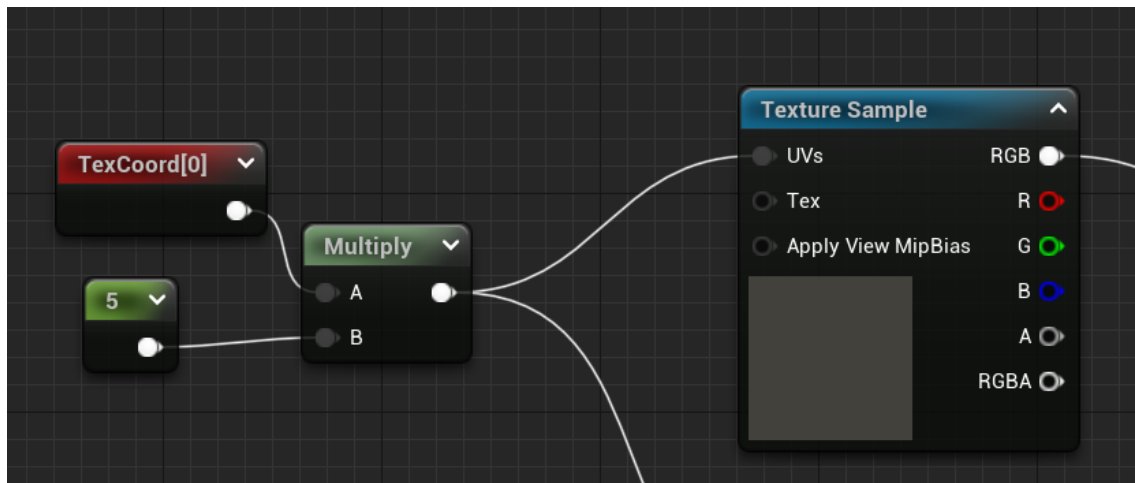 TexCoord[0]
5
Multiply
A
B
Texture Sample
UVs
RGB
Tex
R
Apply View MipBias
G
B
A
RGBA